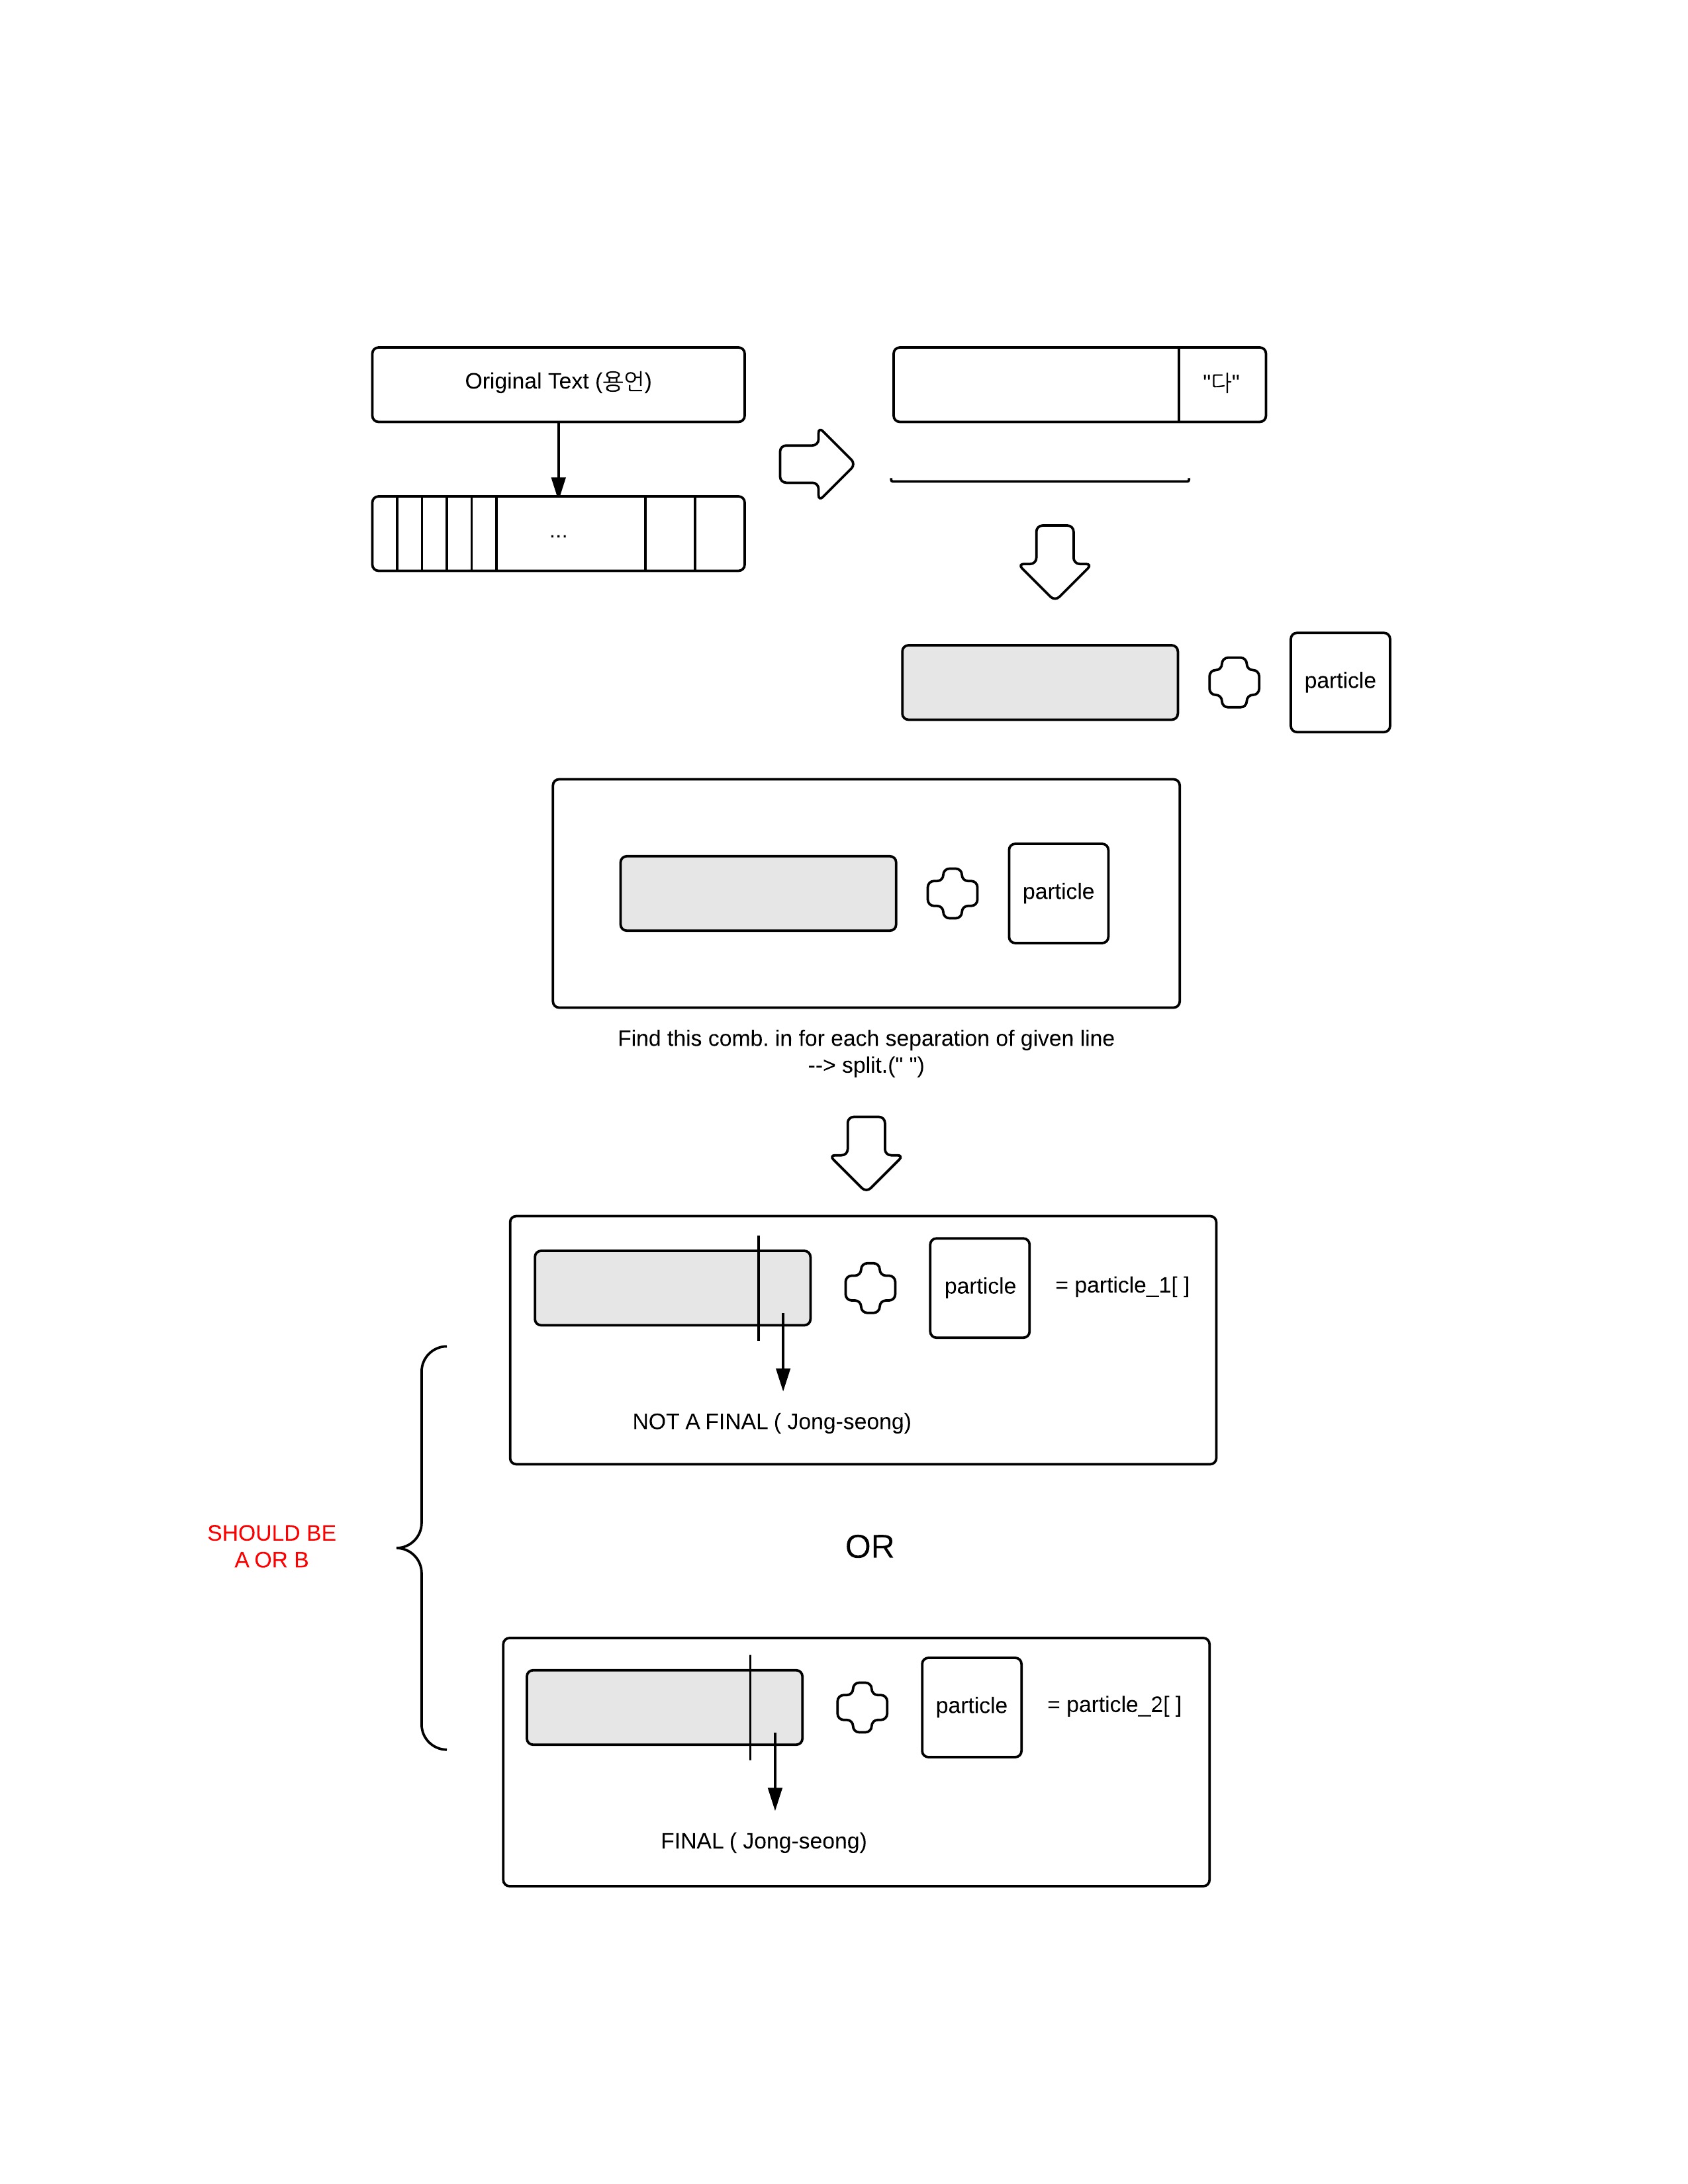 Original Text (용언)
"다"
...
particle
particle
Find this comb. in for each separation of given line
--> split.(" ")
particle
= particle_1[ ]
NOT A FINAL ( Jong-seong)
SHOULD BE
A OR B
OR
particle
= particle_2[ ]
FINAL ( Jong-seong)